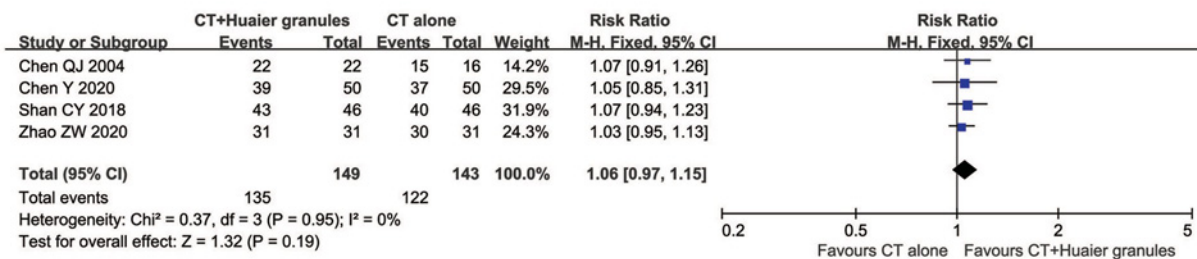 CT+Huaier granules CT alone Risk Ratio Risk Ratio
Study or Subgroup Events Total Events Total Weight M-H. Fixed. 95% CI M-H. Fixed. 95% CI
Chen QJ 2004 22 22 15 16 14.2% 1.07 [0.91, 1.26]
Chen Y 2020 39 50 37 50 29.5% 1.05 [0.85, 1.31]
Shan CY 2018 43 46 40 46 31.9% 1.07 [0.94, 1.23]
Zhao ZW 2020 31 31 30 31 24.3% 1.03 [0.95, 1.13]
Total (95% CI) 149 143 100.0% 1.06 [0.97, 1.15]
Total events 135 122
Heterogeneity: Chi² = 0.37, df = 3 (P = 0.95); I² = 0%
Test for overall effect: Z = 1.32 (P = 0.19)
0.2 0.5 1 2 5
Favours CT alone Favours CT+Huaier granules